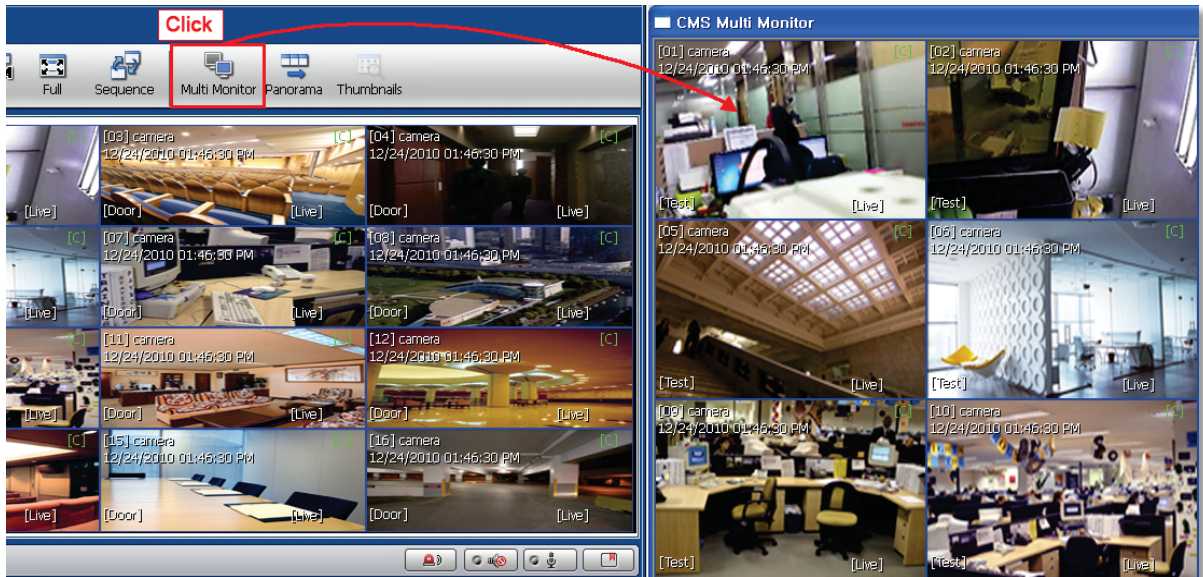 Click
Full
Sequence
Multi Monitor
Panorama
Thumbnails
[C]
[Live]
[03] camera
[C]
12/24/2010 01:46:30 PM
[Door]
[Live]
[04] camera
[C]
12/24/2010 01:46:30 PM
[Door]
[Live]
[C]
[Live]
[07] camera
[C]
12/24/2010 01:46:30 PM
[Door]
[Live]
[08] camera
[C]
12/24/2010 01:46:30 PM
[Door]
[Live]
[C]
[Live]
[11] camera
[C]
12/24/2010 01:46:30 PM
[Door]
[Live]
[12] camera
[C]
12/24/2010 01:46:30 PM
[Door]
[Live]
[C]
[Live]
[15] camera
[C]
12/24/2010 01:46:30 PM
[Door]
[Live]
[16] camera
[C]
12/24/2010 01:46:30 PM
[Door]
[Live]
CMS Multi Monitor
[01] camera
[C]
12/24/2010 01:46:30 PM
[Test]
[Live]
[02] camera
[C]
12/24/2010 01:46:30 PM
[Test]
[Live]
[05] camera
[C]
12/24/2010 01:46:30 PM
[Test]
[Live]
[06] camera
[C]
12/24/2010 01:46:30 PM
[Test]
[Live]
[09] camera
[C]
12/24/2010 01:46:30 PM
[Test]
[Live]
[10] camera
[C]
12/24/2010 01:46:30 PM
[Test]
[Live]